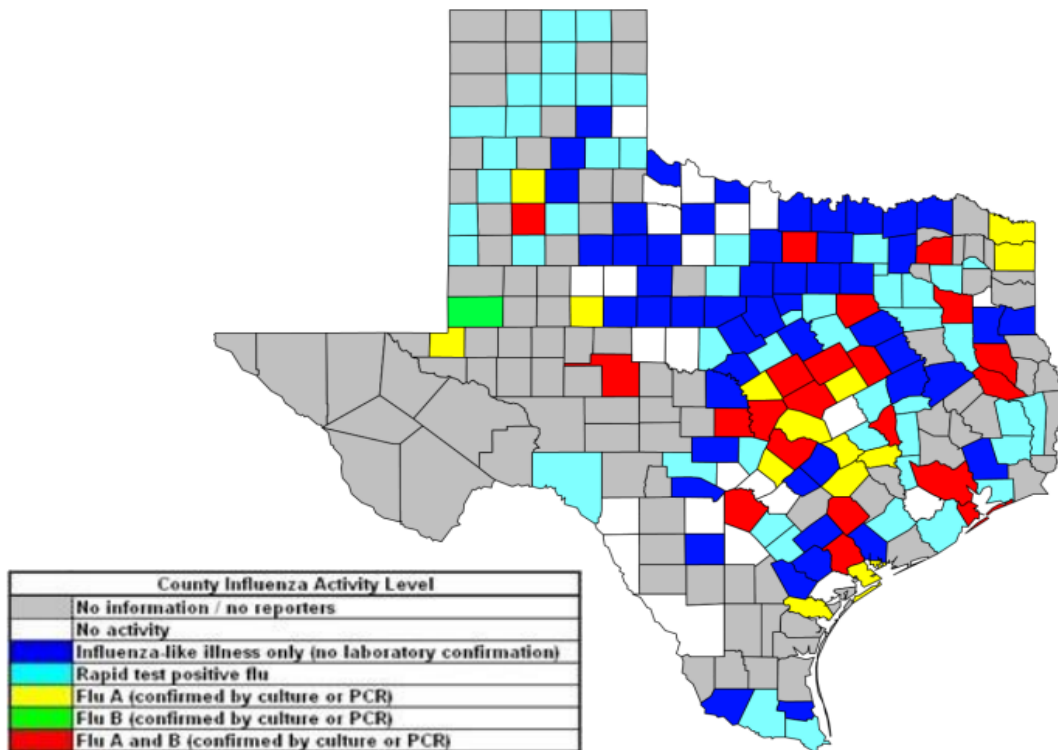 County Influenza Activity Level
No information / no reporters
No activity
Influenza-like illness only (no laboratory confirmation)
Rapid test positive flu
Flu A (confirmed by culture or PCR)
Flu B (confirmed by culture or PCR)
Flu A and B (confirmed by culture or PCR)